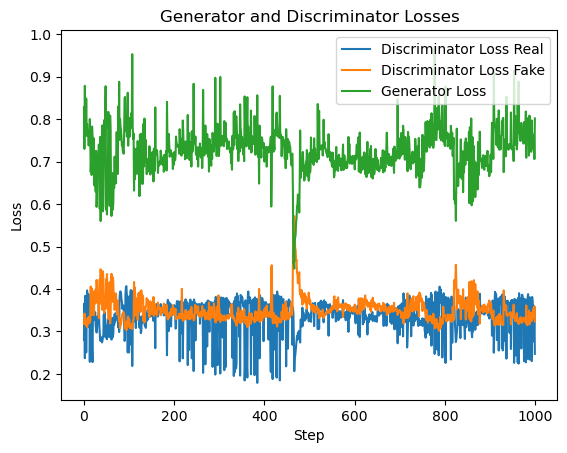 Generator and Discriminator Losses
1.0
0.9
0.8
0.7
0.6
0.5
0.4
0.3
0.2
Loss
Discriminator Loss Real
Discriminator Loss Fake
Generator Loss
0
200
400
600
800
1000
Step